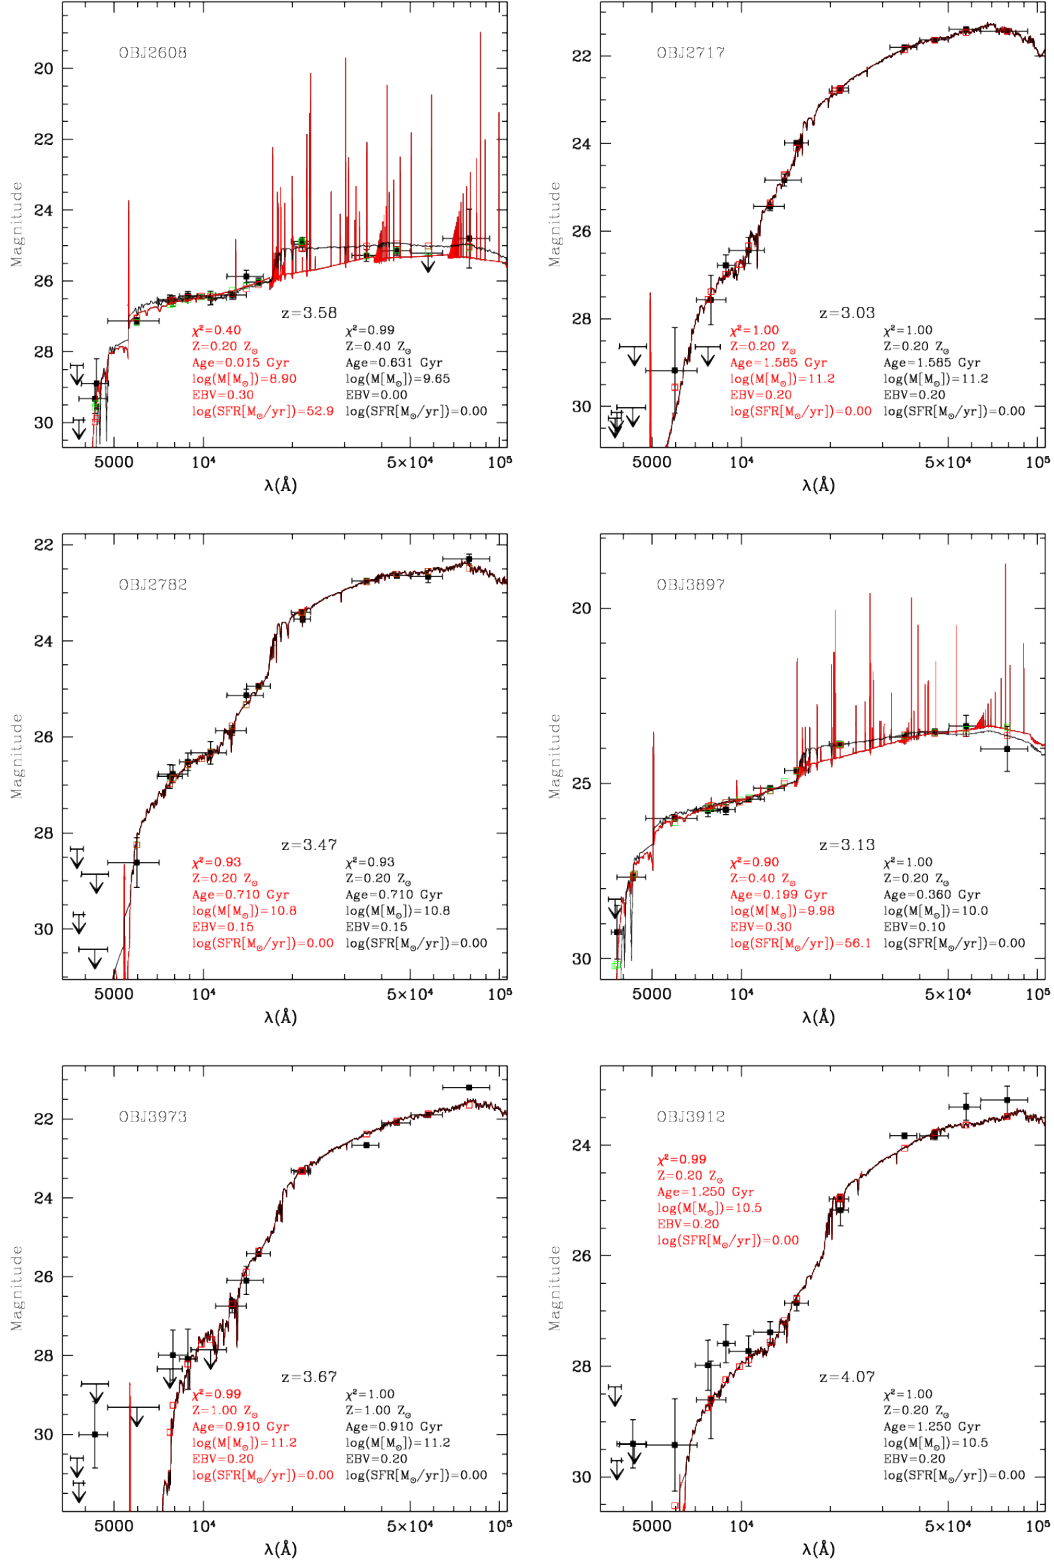 OBJ2608
Magnitude
20
22
24
26
28
30
z=3.58
χ²=0.40
Z=0.20 Z⊙
Age=0.015 Gyr
log(M[M⊙])=8.90
EBV=0.30
log(SFR[M⊙/yr])=52.9
χ²=0.99
Z=0.40 Z⊙
Age=0.631 Gyr
log(M[M⊙])=9.65
EBV=0.00
log(SFR[M⊙/yr])=0.00
5000 10⁴ 5×10⁴ 10⁵
λ(Å)
OBJ2717
Magnitude
22
24
26
28
30
z=3.03
χ²=1.00
Z=0.20 Z⊙
Age=1.585 Gyr
log(M[M⊙])=11.2
EBV=0.20
log(SFR[M⊙/yr])=0.00
χ²=1.00
Z=0.20 Z⊙
Age=1.585 Gyr
log(M[M⊙])=11.2
EBV=0.20
log(SFR[M⊙/yr])=0.00
5000 10⁴ 5×10⁴ 10⁵
λ(Å)
OBJ2782
Magnitude
22
24
26
28
30
z=3.47
χ²=0.93
Z=0.20 Z⊙
Age=0.710 Gyr
log(M[M⊙])=10.8
EBV=0.15
log(SFR[M⊙/yr])=0.00
χ²=0.93
Z=0.20 Z⊙
Age=0.710 Gyr
log(M[M⊙])=10.8
EBV=0.15
log(SFR[M⊙/yr])=0.00
5000 10⁴ 5×10⁴ 10⁵
λ(Å)
OBJ3897
Magnitude
20
25
30
z=3.13
χ²=0.90
Z=0.40 Z⊙
Age=0.199 Gyr
log(M[M⊙])=9.98
EBV=0.30
log(SFR[M⊙/yr])=56.1
χ²=1.00
Z=0.20 Z⊙
Age=0.360 Gyr
log(M[M⊙])=10.0
EBV=0.10
log(SFR[M⊙/yr])=0.00
5000 10⁴ 5×10⁴ 10⁵
λ(Å)
OBJ3973
Magnitude
22
24
26
28
30
z=3.67
χ²=0.99
Z=1.00 Z⊙
Age=0.910 Gyr
log(M[M⊙])=11.2
EBV=0.20
log(SFR[M⊙/yr])=0.00
χ²=1.00
Z=1.00 Z⊙
Age=0.910 Gyr
log(M[M⊙])=11.2
EBV=0.20
log(SFR[M⊙/yr])=0.00
5000 10⁴ 5×10⁴ 10⁵
λ(Å)
OBJ3912
Magnitude
24
26
28
30
χ²=0.99
Z=0.20 Z⊙
Age=1.250 Gyr
log(M[M⊙])=10.5
EBV=0.20
log(SFR[M⊙/yr])=0.00
z=4.07
χ²=1.00
Z=0.20 Z⊙
Age=1.250 Gyr
log(M[M⊙])=10.5
EBV=0.20
log(SFR[M⊙/yr])=0.00
5000 10⁴ 5×10⁴ 10⁵
λ(Å)